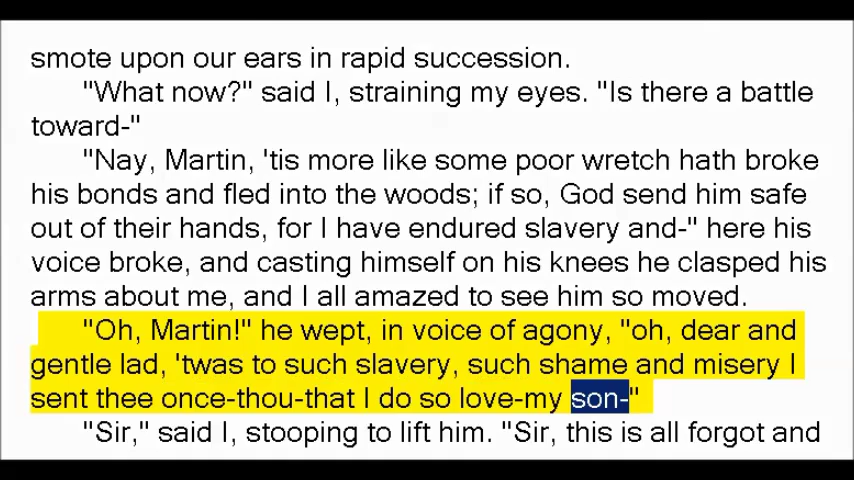 smote upon our ears in rapid succession.
"What now?" said I, straining my eyes. "Is there a battle
toward-"
"Nay, Martin, 'tis more like some poor wretch hath broke
his bonds and fled into the woods; if so, God send him safe
out of their hands, for I have endured slavery and-" here his
voice broke, and casting himself on his knees he clasped his
arms about me, and I all amazed to see him so moved.
"Oh, Martin!" he wept, in voice of agony, "oh, dear and
gentle lad, 'twas to such slavery, such shame and misery I
sent thee once-thou-that I do so love-my son-"
"Sir," said I, stooping to lift him. "Sir, this is all forgot and